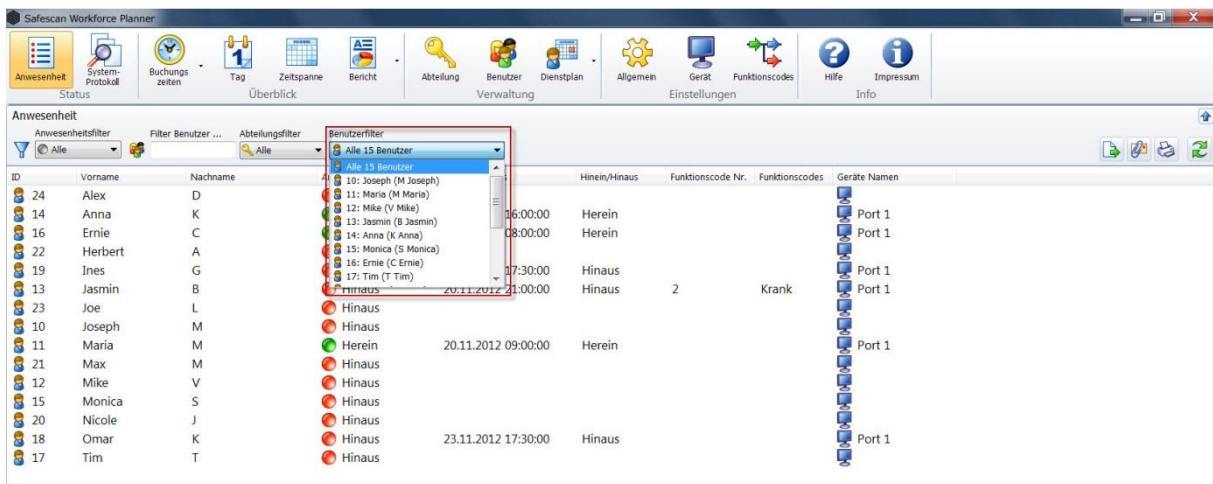 Safescan Workforce Planner
Anwesenheit System-Protokoll Buchungs zeiten Tag Zeitspanne Bericht Abteilung Benutzer Dienstplan Allgemein Gerät Funktionscodes Hilfe Impressum
Status Überblick Verwaltung Einstellungen Info
Anwesenheit
Anwesenheitsfilter Filter Benutzer ... Abteilungsfilter Benutzerfilter
Alle Alle Alle 15 Benutzer
Alle 15 Benutzer
10: Joseph (M Joseph)
11: Maria (M Maria)
12: Mike (V Mike)
13: Jasmin (B Jasmin)
14: Anna (K Anna)
15: Monica (S Monica)
16: Ernie (C Ernie)
17: Tim (T Tim)
ID Vorname Nachname Hinein/Hinaus Funktionscode Nr. Funktionscodes Geräte Namen
24 Alex D
14 Anna K 16:00:00 Herein Port 1
16 Ernie C 08:00:00 Herein Port 1
22 Herbert A
19 Ines G 17:30:00 Hinaus Port 1
13 Jasmin B Hinaus 20.11.2012 21:00:00 Hinaus 2 Krank Port 1
23 Joe L Hinaus
10 Joseph M Hinaus
11 Maria M Herein 20.11.2012 09:00:00 Herein Port 1
21 Max M Hinaus
12 Mike V Hinaus
15 Monica S Hinaus
20 Nicole J Hinaus
18 Omar K Hinaus 23.11.2012 17:30:00 Hinaus Port 1
17 Tim T Hinaus